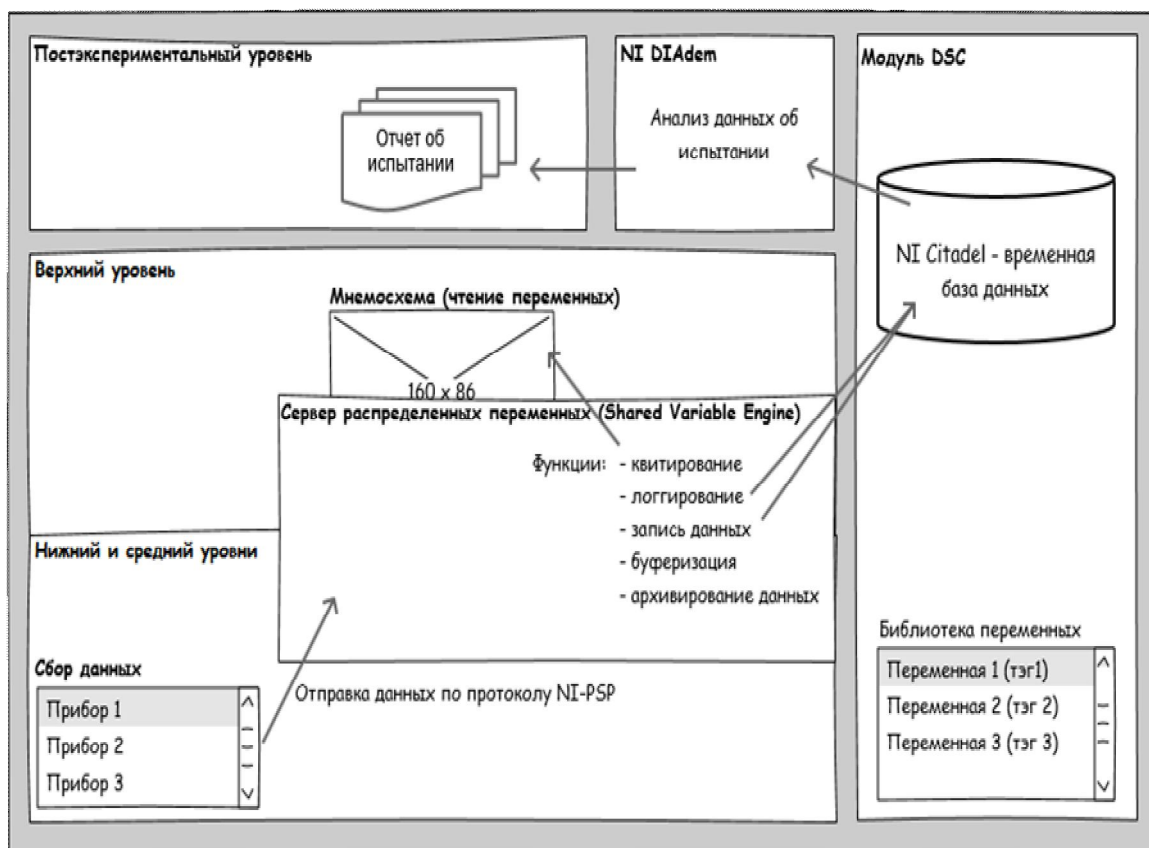 Постэкспериментальный уровень
Отчет об
испытании
NI DIAdem
Анализ данных об
испытании
Модуль DSC
NI Citadel - временная
база данных
Верхний уровень
Мнемосхема (чтение переменных)
160 x 86
Сервер распределенных переменных (Shared Variable Engine)
Функции: - квитирование
- логгирование
- запись данных
- буферизация
- архивирование данных
Нижний и средний уровни
Сбор данных
Прибор 1
Прибор 2
Прибор 3
Отправка данных по протоколу NI-PSP
Библиотека переменных
Переменная 1 (тэг1)
Переменная 2 (тэг 2)
Переменная 3 (тэг 3)